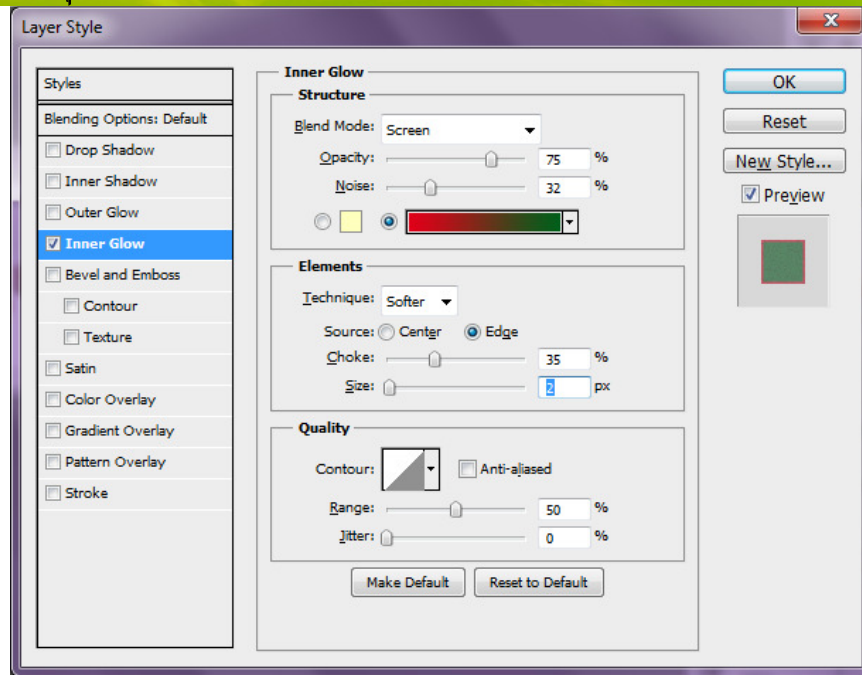 Layer Style
Styles
Blending Options: Default
Drop Shadow
Inner Shadow
Outer Glow
Inner Glow
Bevel and Emboss
Contour
Texture
Satin
Color Overlay
Gradient Overlay
Pattern Overlay
Stroke
Inner Glow
Structure
Blend Mode: Screen
Opacity: 75 %
Noise: 32 %
Elements
Technique: Softer
Source: Center Edge
Choke: 35 %
Size: 2 px
Quality
Contour: Anti-aliased
Range: 50 %
Jitter: 0 %
Make Default Reset to Default
OK
Reset
New Style...
Preview